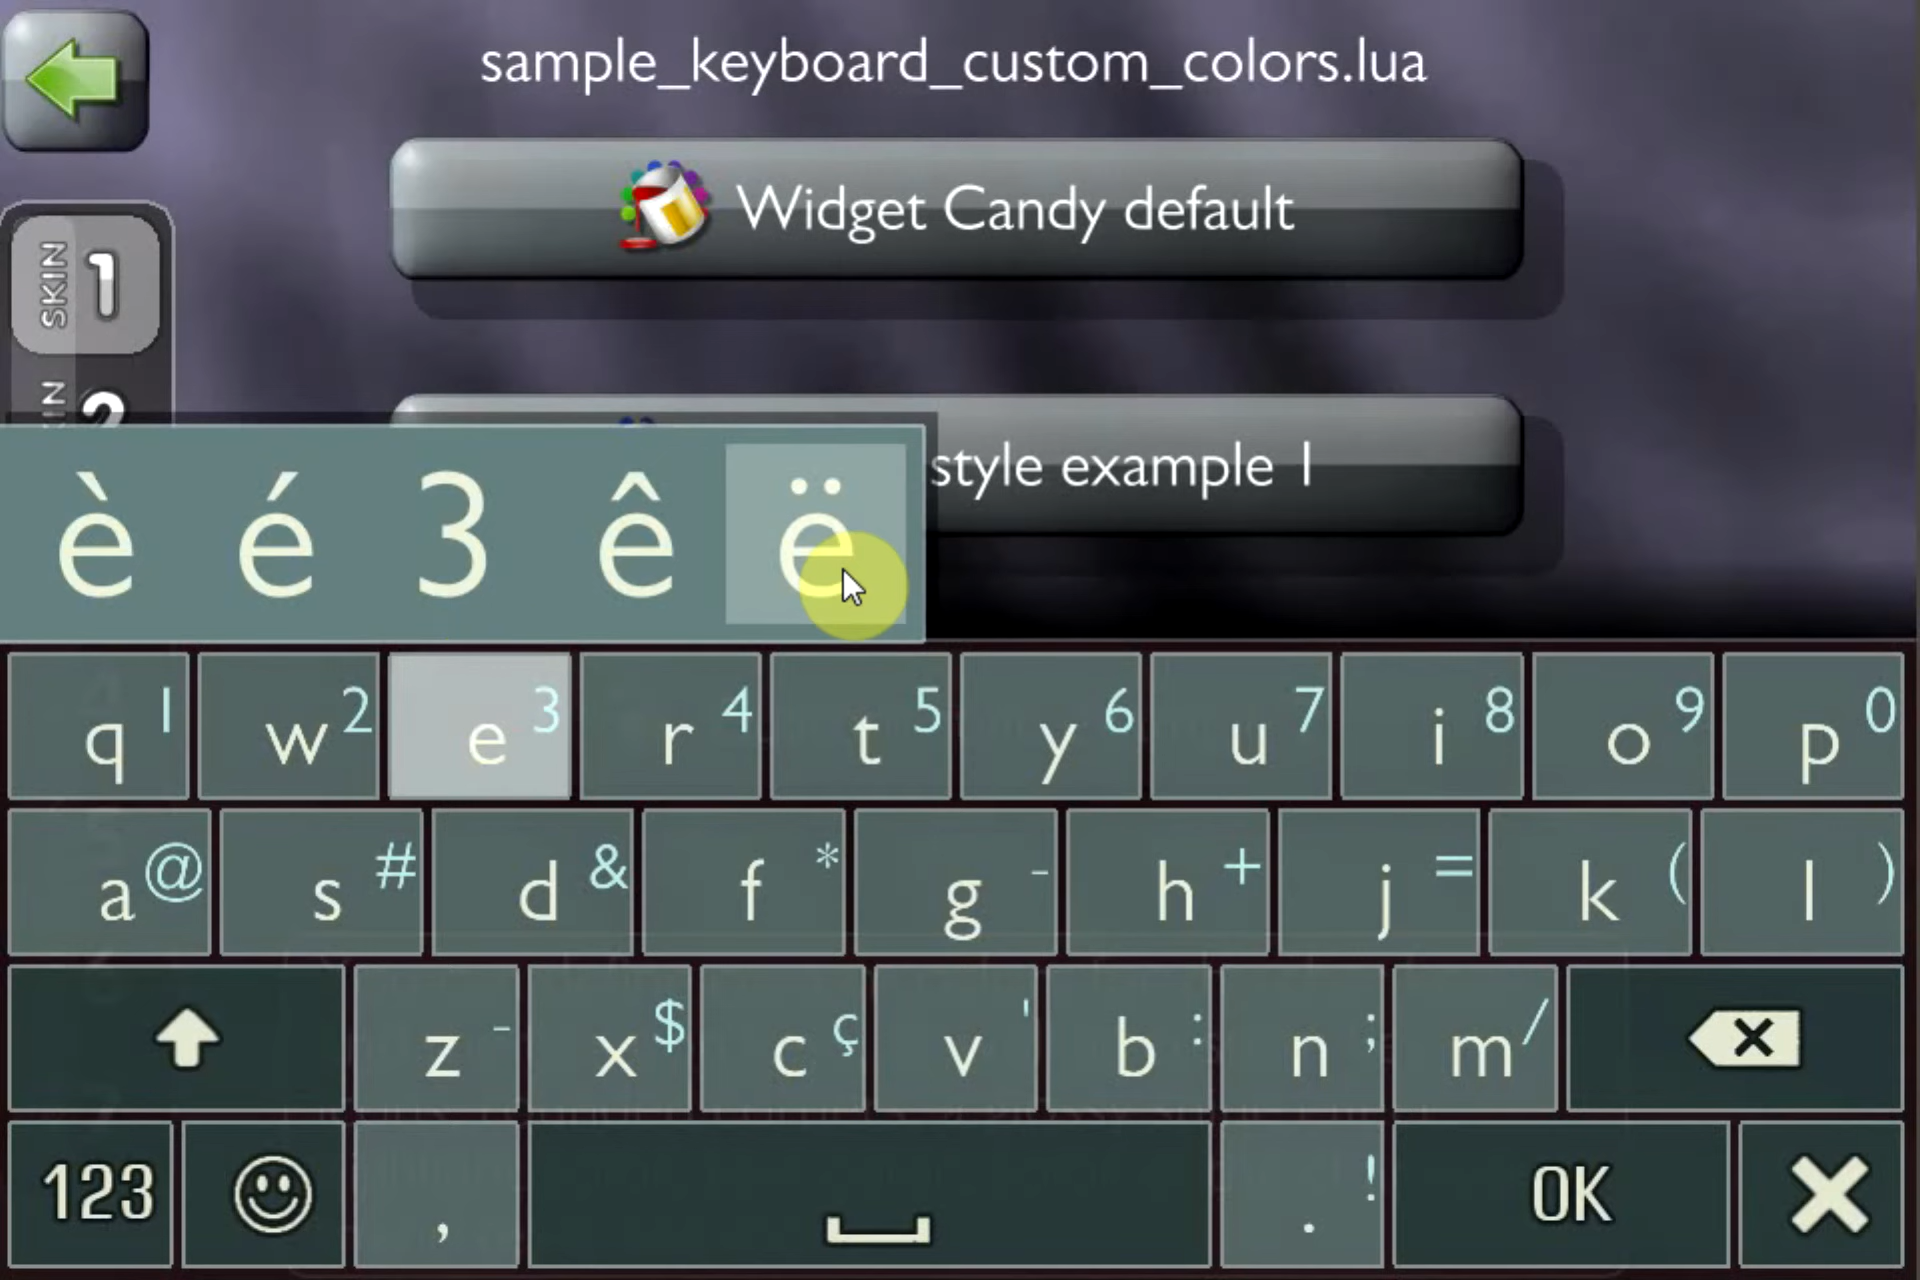 sample_keyboard_custom_colors.lua
Widget Candy default
SKIN 1
style example 1
è é 3 ê ë
q 1 w 2 e 3 r 4 t 5 y 6 u 7 i 8 o 9 p 0
a @ s # d & f * g - h + j = k ( l )
z - x $ c ç v ' b : n ; m /
123 , . ! OK